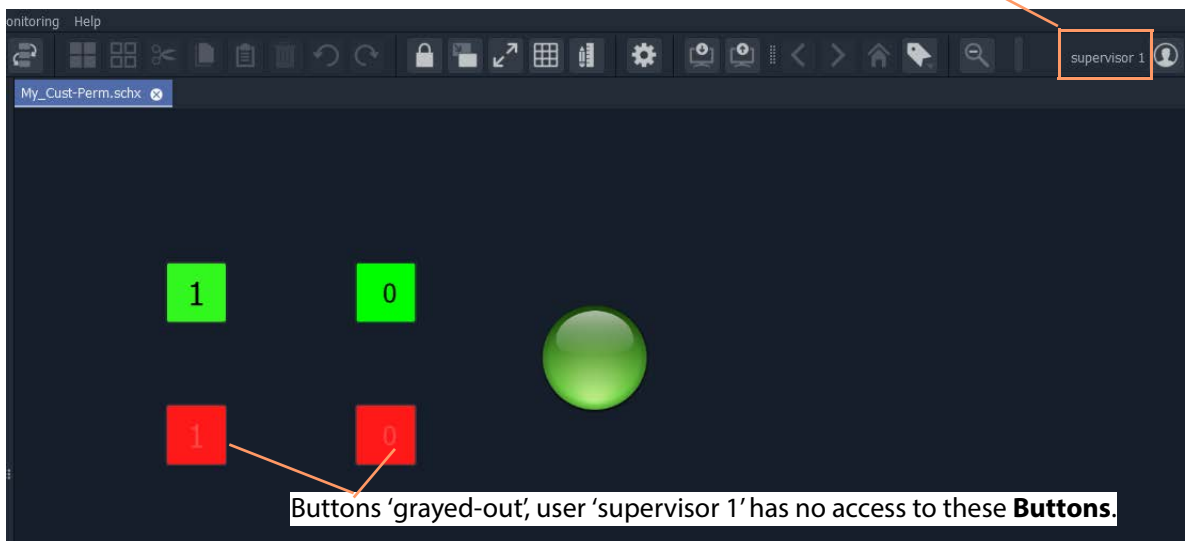 onitoring Help
supervisor 1
My_Cust-Perm.schx
1 0
1 0
Buttons ‘grayed-out’, user ‘supervisor 1’ has no access to these Buttons.